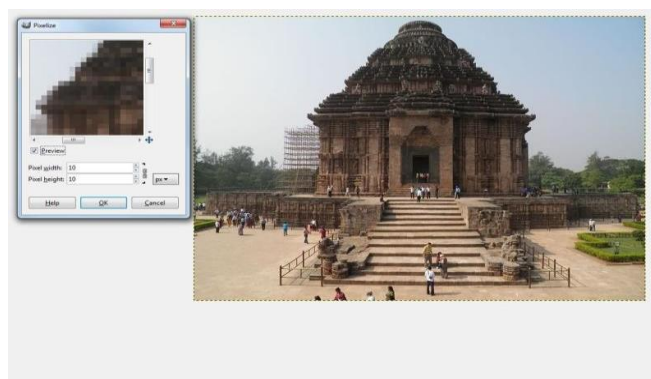 Pixelize
Preview
Pixel width: 10
Pixel height: 10
px
Help OK Cancel